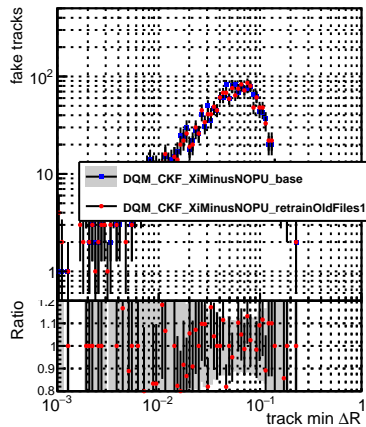 fake tracks
10²
10
1
DQM_CKF_XiMinusNOPU_base
DQM_CKF_XiMinusNOPU_retrainOldFiles1
Ratio
1.2
1.1
1.0
0.9
0.8
10⁻³ 10⁻² 10⁻¹ 1
track min ΔR